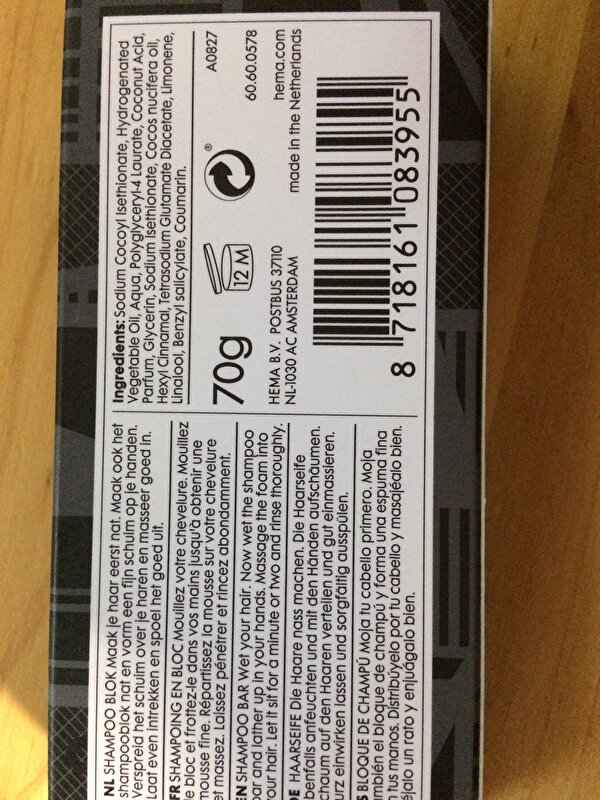 NL SHAMPOO BLOK Maak je haar eerst nat. Maak ook het
shampooblok nat en vorm een fijn schuim op je handen.
Verspreid het schuim over je haren en masseer goed in.
Laat even intrekken en spoel het goed uit.
FR SHAMPOING EN BLOC Mouillez votre chevelure. Mouillez
le bloc et frottez-le dans vos mains jusqu'à obtenir une
mousse fine. Répartissez la mousse sur votre chevelure
et massez. Laissez pénétrer et rincez abondamment.
EN SHAMPOO BAR Wet your hair. Now wet the shampoo
bar and lather up in your hands. Massage the foam into
your hair. Let it sit for a minute or two and rinse thoroughly.
DE HAARSEIFE Die Haare nass machen. Die Haarseife
benfalls anfeuchten und mit den Händen aufschäumen.
chaum auf den Haaren verteilen und gut einmassieren.
urz einwirken lassen und sorgfältig ausspülen.
S BLOQUE DE CHAMPÚ Moja tu cabello primero. Moja
mbién el bloque de champú y forma una espuma fina
n tus manos. Distribúyelo por tu cabello y masajéalo bien.
éjalo un rato y enjuágalo bien.
Ingredients: Sodium Cocoyl Isethionate, Hydrogenated
Vegetable Oil, Aqua, Polyglyceryl-4 Laurate, Coconut Acid,
Parfum, Glycerin, Sodium Isethionate, Cocos nucifera oil,
Hexyl Cinnamal, Tetrasodium Glutamate Diacetate, Limonene,
Linalool, Benzyl salicylate, Coumarin.
70g
12 M
®
A0827
60.60.0578
HEMA B.V. POSTBUS 37110
NL-1030 AC AMSTERDAM
hema.com
made in the Netherlands
8 718161 083955